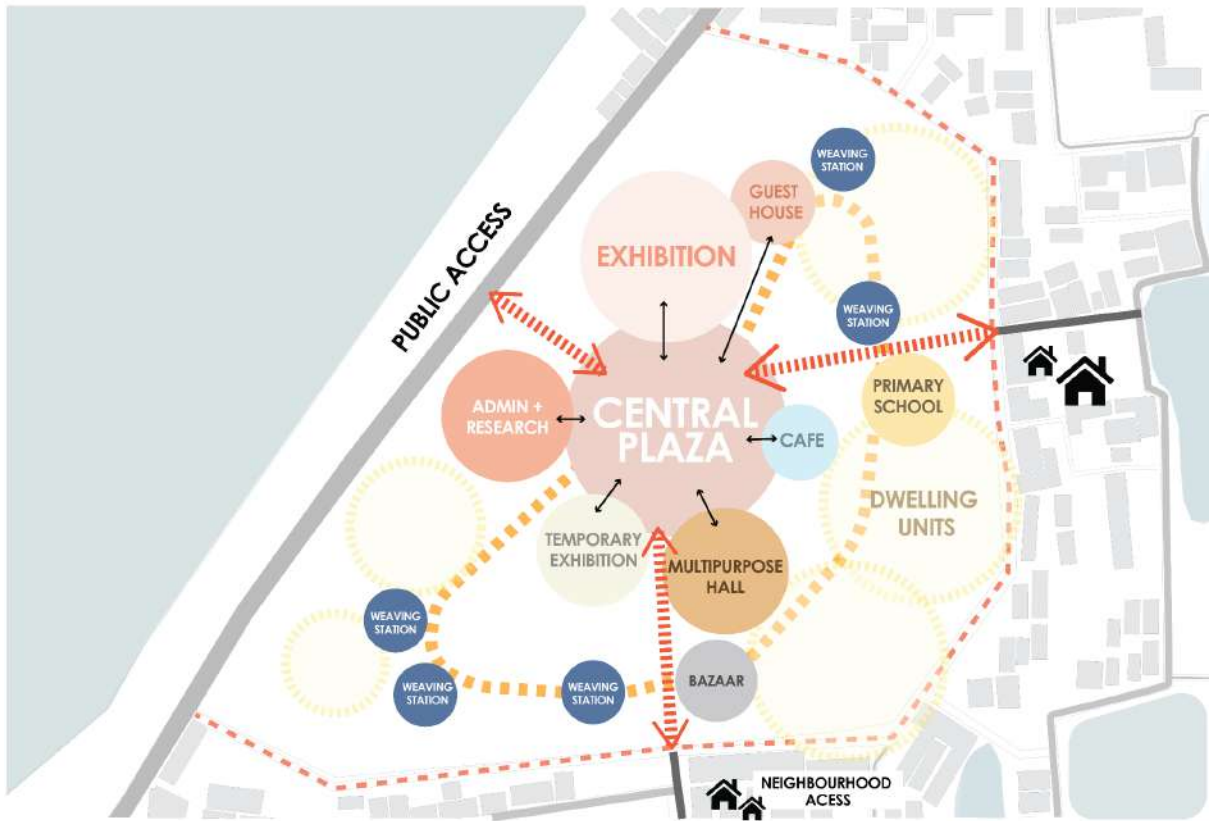 WEAVING
STATION
GUEST
HOUSE
EXHIBITION
PUBLIC ACCESS
WEAVING
STATION
PRIMARY
SCHOOL
ADMIN +
RESEARCH
CENTRAL
PLAZA
CAFE
DWELLING
UNITS
TEMPORARY
EXHIBITION
MULTIPURPOSE
HALL
WEAVING
STATION
WEAVING
STATION
WEAVING
STATION
BAZAAR
NEIGHBOURHOOD
ACESS